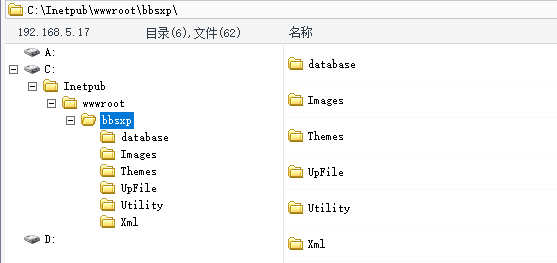 C:\Inetpub\wwwroot\bbsxp\
192.168.5.17 目录(6),文件(62) 名称
A:
C:
Inetpub
wwwroot
bbsxp
database
Images
Themes
UpFile
Utility
Xml
D:
database
Images
Themes
UpFile
Utility
Xml